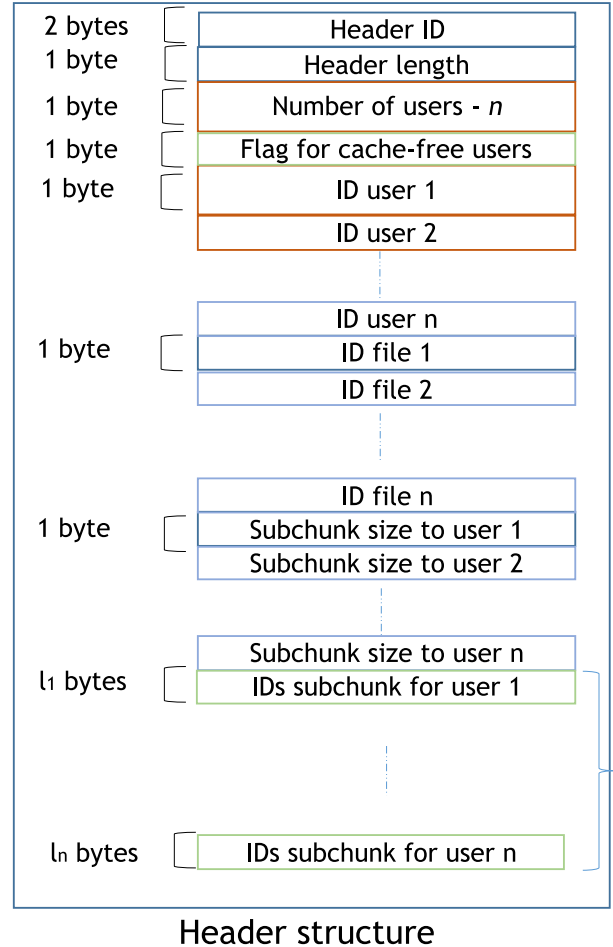 2 bytes Header ID
1 byte Header length
1 byte Number of users - n
1 byte Flag for cache-free users
1 byte ID user 1
ID user 2
ID user n
1 byte ID file 1
ID file 2
ID file n
1 byte Subchunk size to user 1
Subchunk size to user 2
Subchunk size to user n
l1 bytes IDs subchunk for user 1
ln bytes IDs subchunk for user n
Header structure